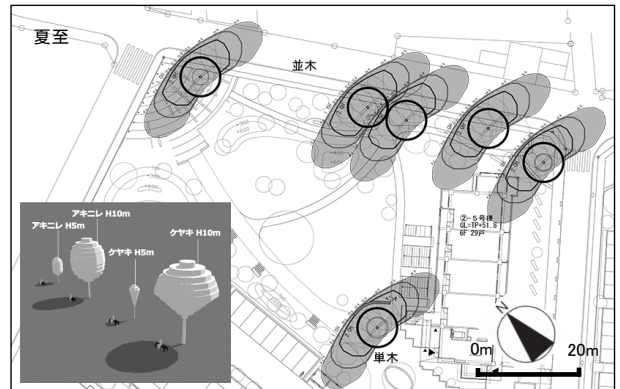 夏至
並木
アキニレ H10m
アキニレ H5m
ケヤキ H10m
ケヤキ H5m
②-5号棟
GL=TP+51.6
6F 29戸
単木
N
0m 20m